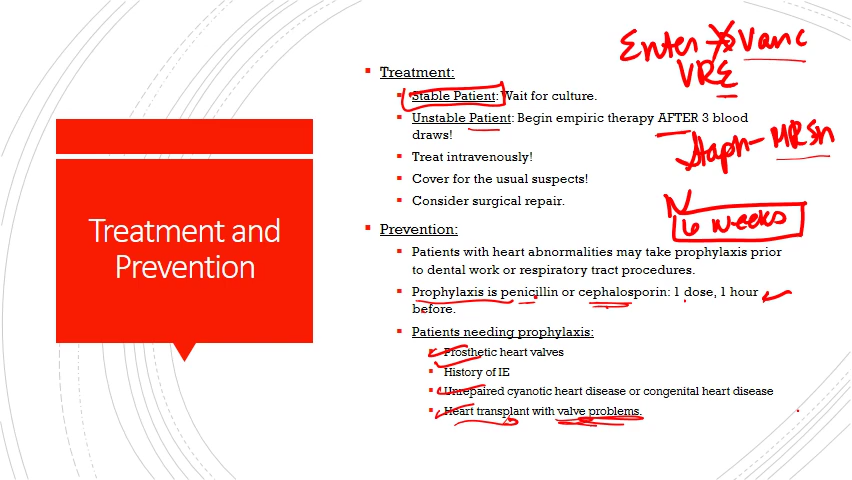 Enter → Vanc
VRE
Treatment:
Stable Patient: Wait for culture.
Unstable Patient: Begin empiric therapy AFTER 3 blood
draws!
Staph - MRSA
Treat intravenously!
Cover for the usual suspects!
Consider surgical repair.
6 weeks
Treatment and
Prevention
Prevention:
Patients with heart abnormalities may take prophylaxis prior
to dental work or respiratory tract procedures.
Prophylaxis is penicillin or cephalosporin: 1 dose, 1 hour
before.
Patients needing prophylaxis:
Prosthetic heart valves
History of IE
Unrepaired cyanotic heart disease or congenital heart disease
Heart transplant with valve problems.